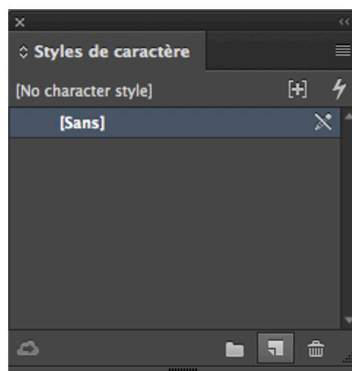 Styles de caractère
[No character style]
[Sans]